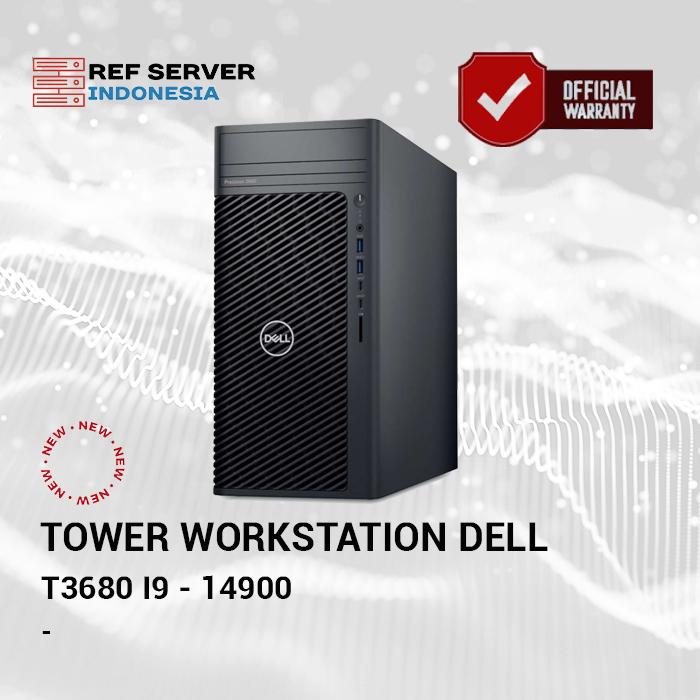 REF SERVER
INDONESIA
OFFICIAL
WARRANTY
DELL
NEW • NEW • NEW • NEW • NEW •
TOWER WORKSTATION DELL
T3680 I9 - 14900
-